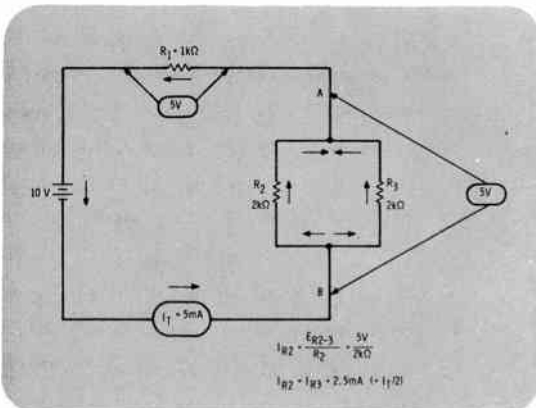 R1 = 1kΩ
5V
A
10 V
R2
2kΩ
R3
2kΩ
5V
B
IT = 5mA
IR2 = ER2-3/R2 = 5V/2kΩ
IR2 = IR3 = 2.5mA (= IT/2)